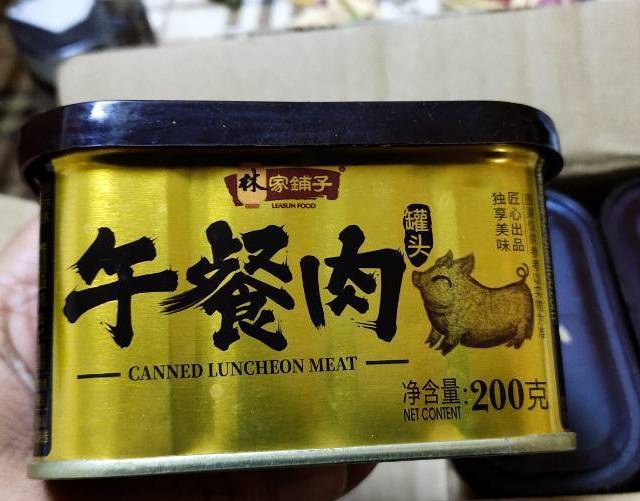 林家鋪子
LEASUN FOOD
午餐肉
罐头
匠心出品
独享美味
CANNED LUNCHEON MEAT
净含量:200克
NET CONTENT